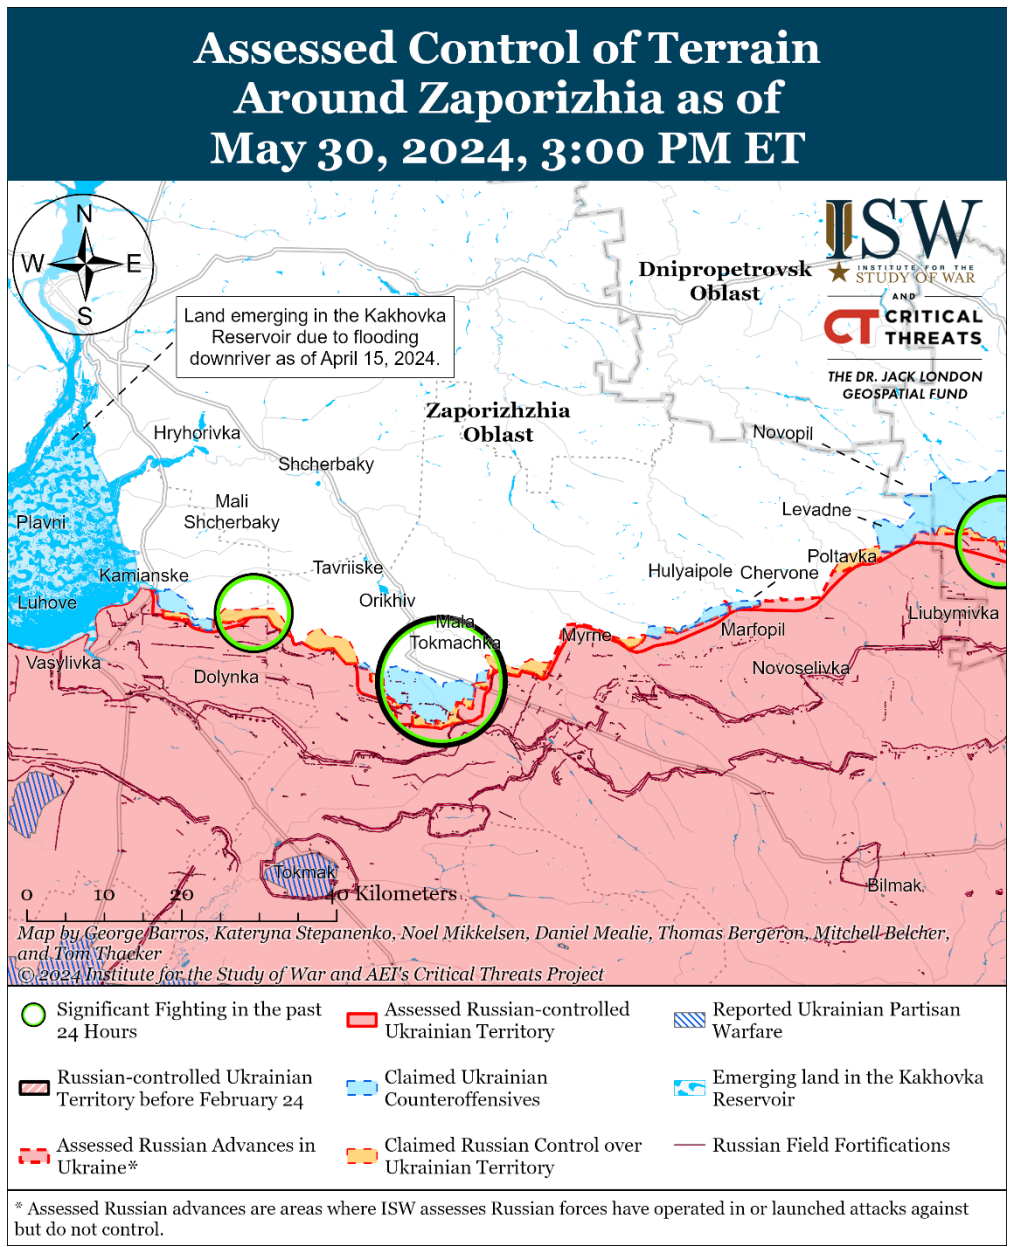 Assessed Control of Terrain
Around Zaporizhia as of
May 30, 2024, 3:00 PM ET
N
W
E
S
ISW
INSTITUTE FOR THE
STUDY OF WAR
AND
CT CRITICAL
THREATS
THE DR. JACK LONDON
GEOSPATIAL FUND
Dnipropetrovsk
Oblast
Land emerging in the Kakhovka
Reservoir due to flooding
downriver as of April 15, 2024.
Zaporizhzhia
Oblast
Hryhorivka
Novopil
Shcherbaky
Mali
Shcherbaky
Levadne
Plavni
Poltavka
Kamianske
Tavriiske
Hulyaipole
Chervone
Luhove
Orikhiv
Liubymivka
Mala
Tokmachka
Myrne
Marfopil
Vasylivka
Dolynka
Novoselivka
Tokmak
Bilmak
0 10 20 40 Kilometers
Map by George Barros, Kateryna Stepanenko, Noel Mikkelsen, Daniel Mealie, Thomas Bergeron, Mitchell Belcher,
and Tom Thacker
© 2024 Institute for the Study of War and AEI's Critical Threats Project
Significant Fighting in the past
24 Hours
Assessed Russian-controlled
Ukrainian Territory
Reported Ukrainian Partisan
Warfare
Russian-controlled Ukrainian
Territory before February 24
Claimed Ukrainian
Counteroffensives
Emerging land in the Kakhovka
Reservoir
Assessed Russian Advances in
Ukraine*
Claimed Russian Control over
Ukrainian Territory
Russian Field Fortifications
* Assessed Russian advances are areas where ISW assesses Russian forces have operated in or launched attacks against
but do not control.